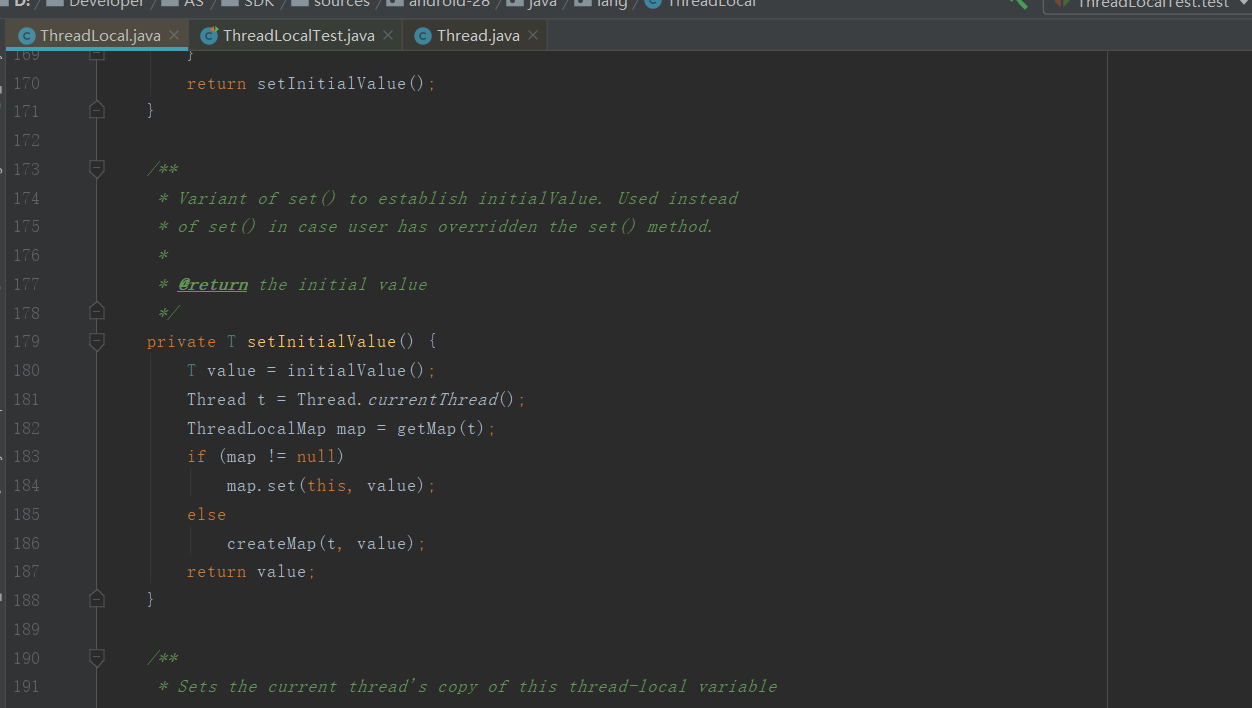 D: / Developer / AS / SDK / sources / android-28 / java / lang / ThreadLocal ThreadLocalTest.test
ThreadLocal.java × ThreadLocalTest.java × Thread.java ×
169 }
170 return setInitialValue();
171 }
172
173 /**
174 * Variant of set() to establish initialValue. Used instead
175 * of set() in case user has overridden the set() method.
176 *
177 * @return the initial value
178 */
179 private T setInitialValue() {
180 T value = initialValue();
181 Thread t = Thread.currentThread();
182 ThreadLocalMap map = getMap(t);
183 if (map != null)
184 map.set(this, value);
185 else
186 createMap(t, value);
187 return value;
188 }
189
190 /**
191 * Sets the current thread's copy of this thread-local variable